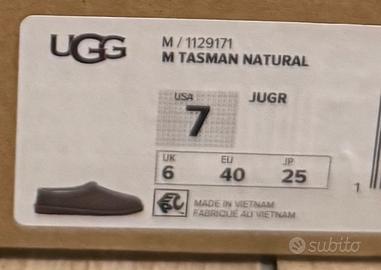 UGG
M / 1129171
M TASMAN NATURAL
USA
7
JUGR
UK EU JP
6 40 25
MADE IN VIETNAM
FABRIQUÉ AU VIETNAM
1
subito